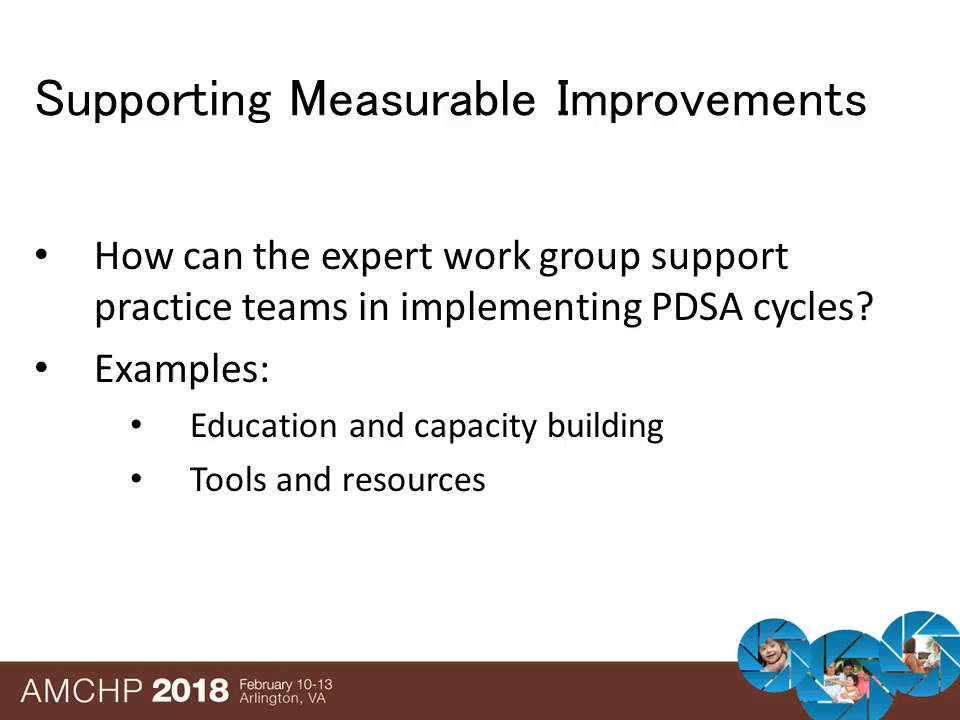 Supporting Measurable Improvements
• How can the expert work group support
practice teams in implementing PDSA cycles?
• Examples:
• Education and capacity building
• Tools and resources
AMCHP 2018 February 10-13
Arlington, VA